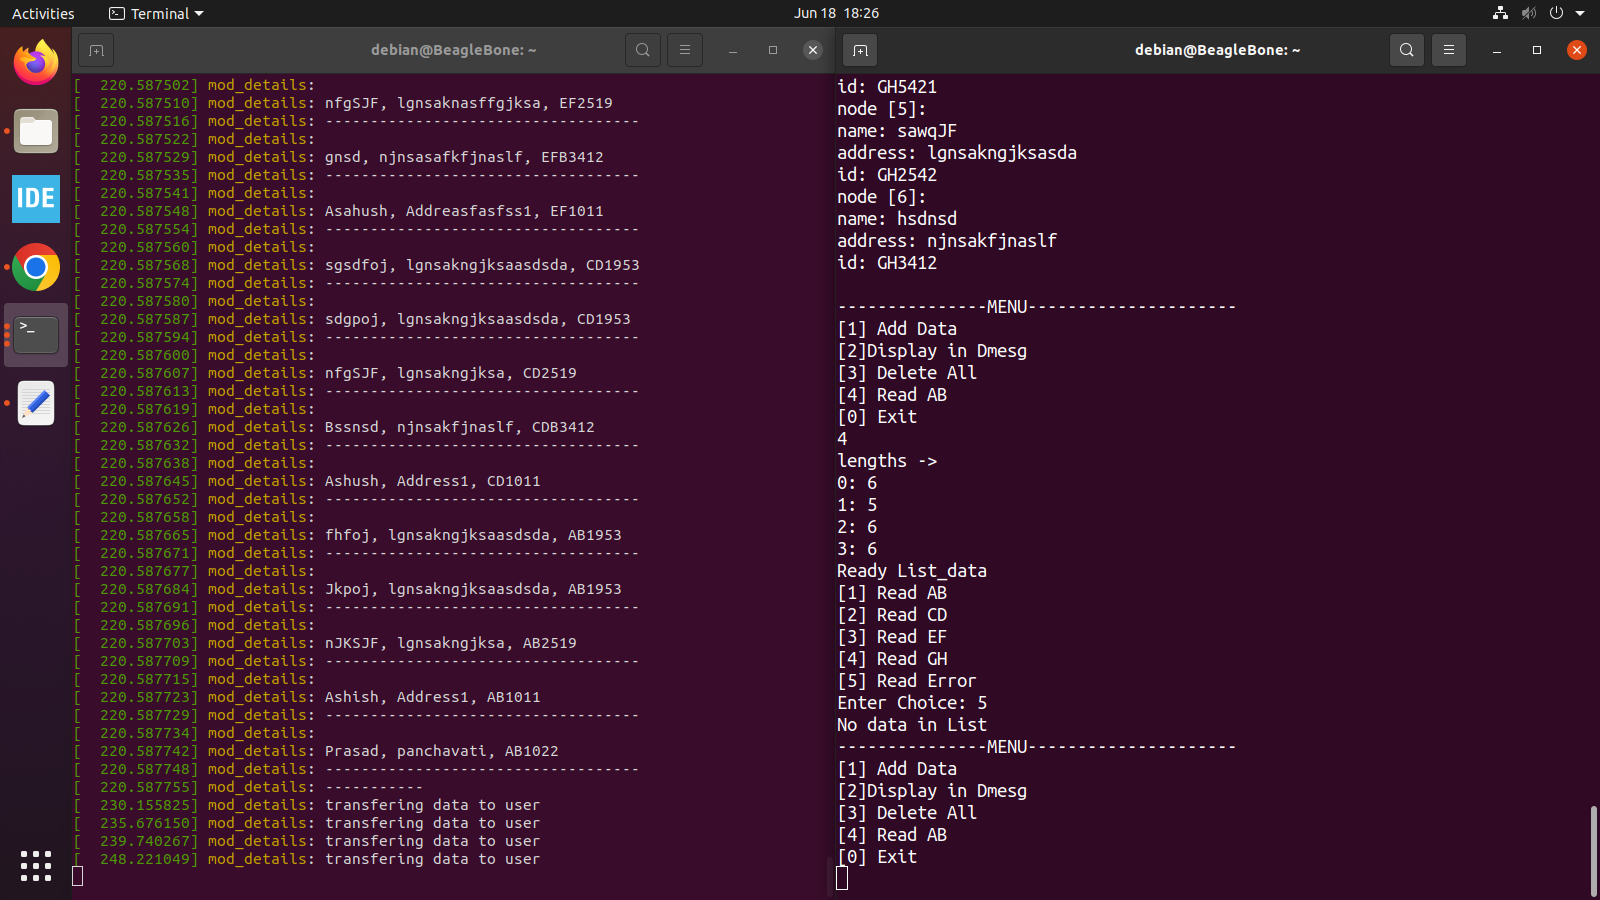 Activities
Terminal
Jun 18 18:26
debian@BeagleBone: ~
[  220.587502] mod_details:
[  220.587510] mod_details: nfgSJF, lgnsaknasffgjksa, EF2519
[  220.587516] mod_details: -----------------------------------
[  220.587522] mod_details:
[  220.587529] mod_details: gnsd, njnsasafkfjnaslf, EFB3412
[  220.587535] mod_details: -----------------------------------
[  220.587541] mod_details:
[  220.587548] mod_details: Asahush, Addreasfasfss1, EF1011
[  220.587554] mod_details: -----------------------------------
[  220.587560] mod_details:
[  220.587568] mod_details: sgsdfoj, lgnsakngjksaasdsda, CD1953
[  220.587574] mod_details: -----------------------------------
[  220.587580] mod_details:
[  220.587587] mod_details: sdgpoj, lgnsakngjksaasdsda, CD1953
[  220.587594] mod_details: -----------------------------------
[  220.587600] mod_details:
[  220.587607] mod_details: nfgSJF, lgnsakngjksa, CD2519
[  220.587613] mod_details: -----------------------------------
[  220.587619] mod_details:
[  220.587626] mod_details: Bssnsd, njnsakfjnaslf, CDB3412
[  220.587632] mod_details: -----------------------------------
[  220.587638] mod_details:
[  220.587645] mod_details: Ashush, Address1, CD1011
[  220.587652] mod_details: -----------------------------------
[  220.587658] mod_details:
[  220.587665] mod_details: fhfoj, lgnsakngjksaasdsda, AB1953
[  220.587671] mod_details: -----------------------------------
[  220.587677] mod_details:
[  220.587684] mod_details: Jkpoj, lgnsakngjksaasdsda, AB1953
[  220.587691] mod_details: -----------------------------------
[  220.587696] mod_details:
[  220.587703] mod_details: nJKSJF, lgnsakngjksa, AB2519
[  220.587709] mod_details: -----------------------------------
[  220.587715] mod_details:
[  220.587723] mod_details: Ashish, Address1, AB1011
[  220.587729] mod_details: -----------------------------------
[  220.587734] mod_details:
[  220.587742] mod_details: Prasad, panchavati, AB1022
[  220.587748] mod_details: -----------------------------------
[  220.587755] mod_details: -----------
[  230.155825] mod_details: transfering data to user
[  235.676150] mod_details: transfering data to user
[  239.740267] mod_details: transfering data to user
[  248.221049] mod_details: transfering data to user
debian@BeagleBone: ~
id: GH5421
node [5]:
name: sawqJF
address: lgnsakngjksasda
id: GH2542
node [6]:
name: hsdnsd
address: njnsakfjnaslf
id: GH3412
---------------MENU---------------------
[1] Add Data
[2]Display in Dmesg
[3] Delete All
[4] Read AB
[0] Exit
4
lengths ->
0: 6
1: 5
2: 6
3: 6
Ready List_data
[1] Read AB
[2] Read CD
[3] Read EF
[4] Read GH
[5] Read Error
Enter Choice: 5
No data in List
---------------MENU---------------------
[1] Add Data
[2]Display in Dmesg
[3] Delete All
[4] Read AB
[0] Exit
IDE
>_